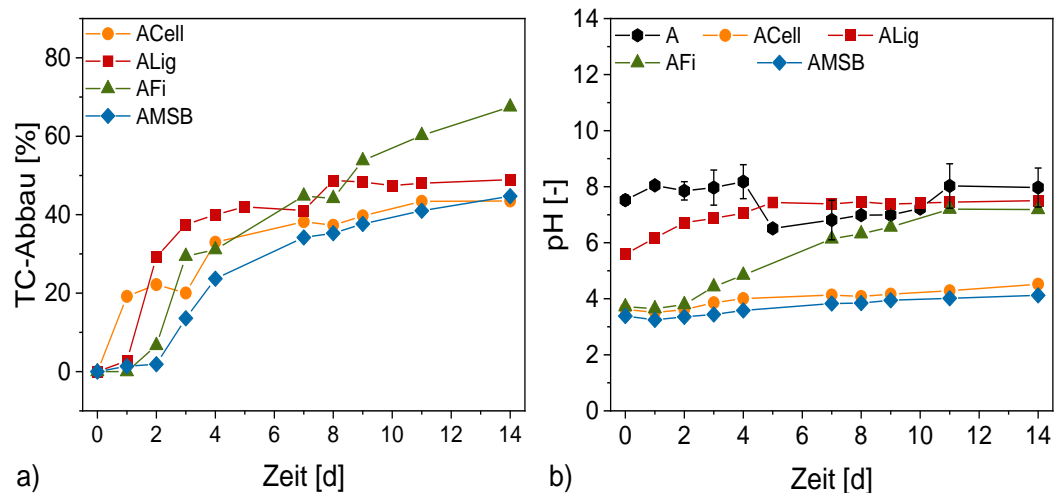 ACell
ALig
AFi
AMSB
TC-Abbau [%]
80
60
40
20
0
0 2 4 6 8 10 12 14
Zeit [d]
a)
A ACell ALig
AFi AMSB
pH [-]
14
12
10
8
6
4
2
0
0 2 4 6 8 10 12 14
Zeit [d]
b)